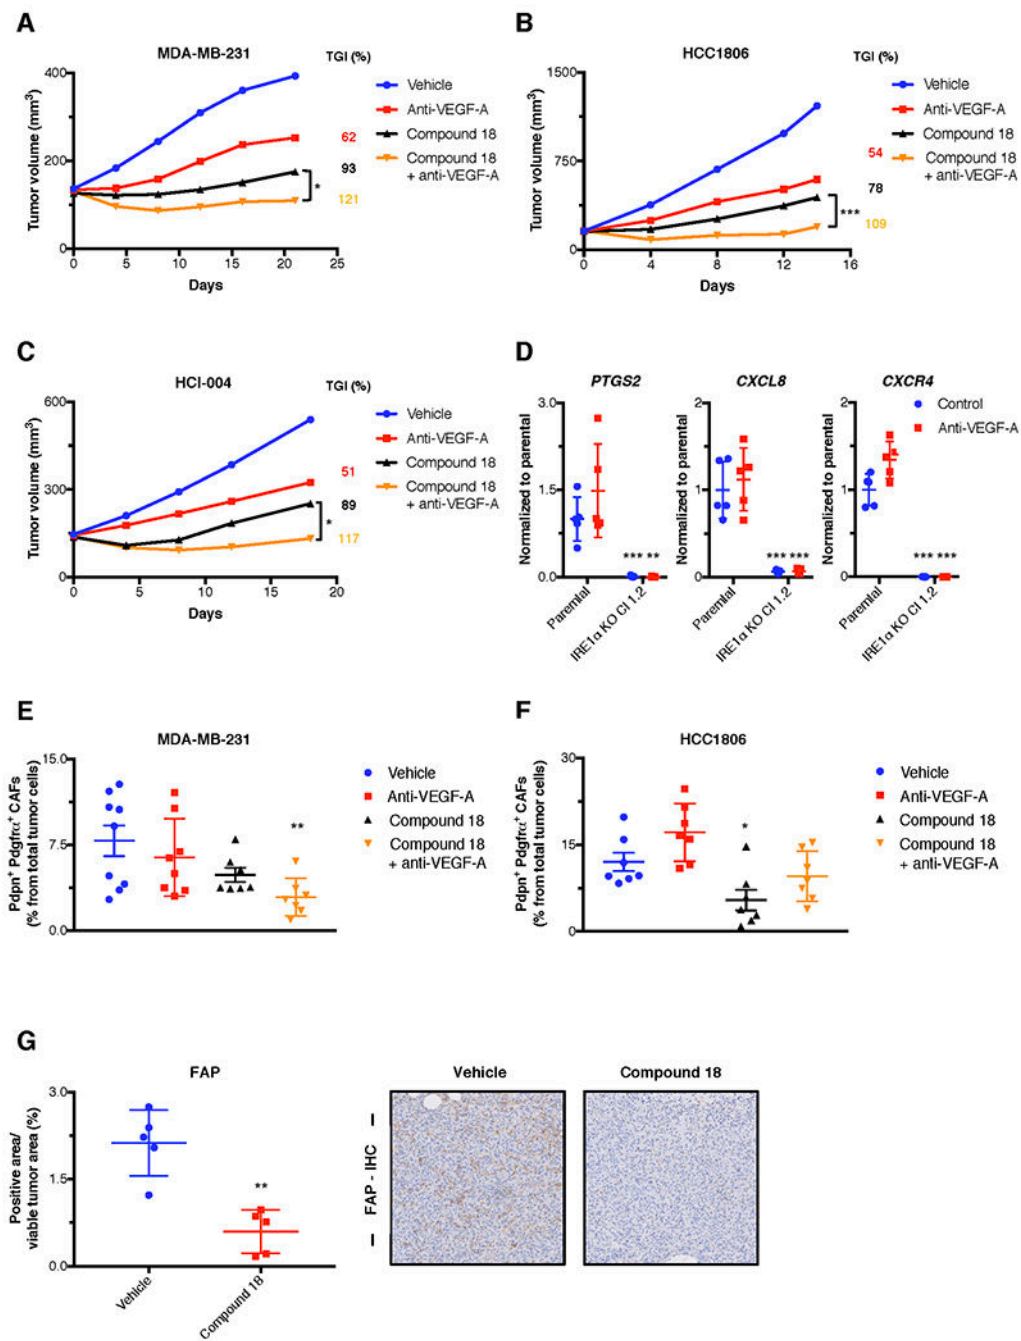 A
MDA-MB-231
TGI (%)
Tumor volume (mm3)
400
200
0
0 5 10 15 20 25
Days
62
93
121
*
Vehicle
Anti-VEGF-A
Compound 18
Compound 18
+ anti-VEGF-A
B
HCC1806
TGI (%)
Tumor volume (mm3)
1500
750
0
0 4 8 12 16
Days
54
78
109
***
Vehicle
Anti-VEGF-A
Compound 18
Compound 18
+ anti-VEGF-A
C
HCI-004
TGI (%)
Tumor volume (mm3)
600
300
0
0 5 10 15 20
Days
51
89
117
*
Vehicle
Anti-VEGF-A
Compound 18
Compound 18
+ anti-VEGF-A
D
PTGS2
Normalized to parental
3.0
1.5
0.0
*** **
Parental
IRE1α KO Cl 1.2
CXCL8
Normalized to parental
2
1
0
*** ***
Parental
IRE1α KO Cl 1.2
CXCR4
Normalized to parental
2
1
0
*** ***
Parental
IRE1α KO Cl 1.2
Control
Anti-VEGF-A
E
MDA-MB-231
Pdpn+ Pdgfrα+ CAFs
(% from total tumor cells)
15.0
7.5
0.0
**
Vehicle
Anti-VEGF-A
Compound 18
Compound 18
+ anti-VEGF-A
F
HCC1806
Pdpn+ Pdgfrα+ CAFs
(% from total tumor cells)
30
15
0
*
Vehicle
Anti-VEGF-A
Compound 18
Compound 18
+ anti-VEGF-A
G
FAP
Positive area/
viable tumor area (%)
3.0
1.5
0.0
**
Vehicle
Compound 18
Vehicle
Compound 18
FAP - IHC